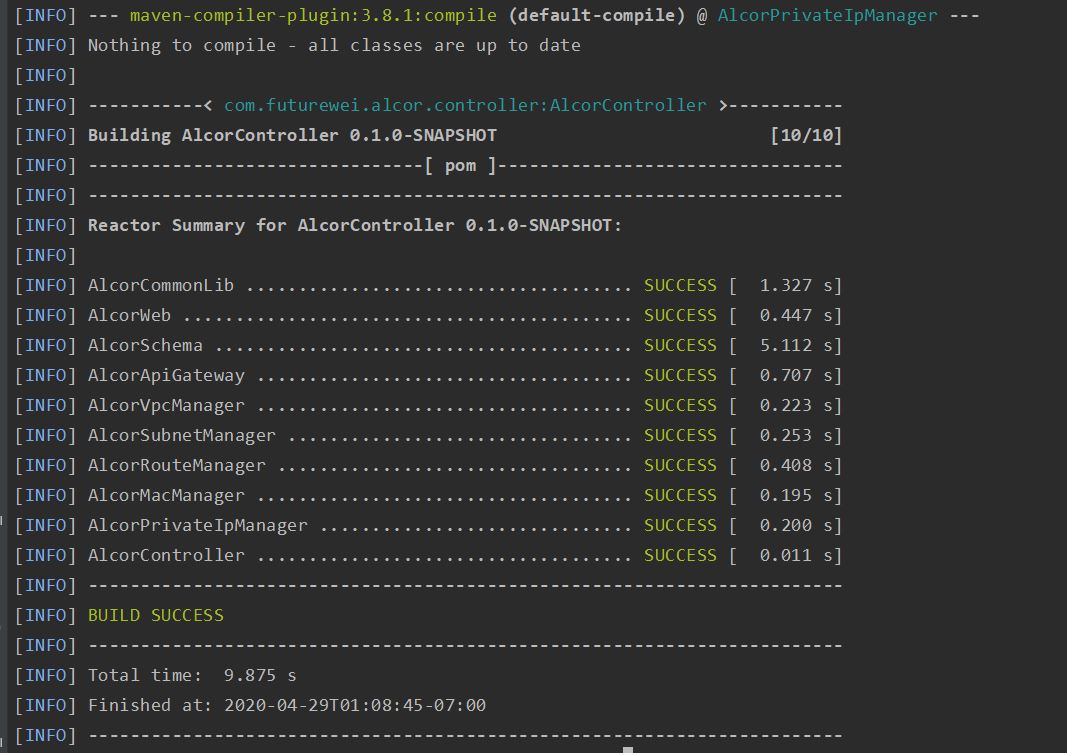 [INFO] --- maven-compiler-plugin:3.8.1:compile (default-compile) @ AlcorPrivateIpManager ---
[INFO] Nothing to compile - all classes are up to date
[INFO]
[INFO] -----------< com.futurewei.alcor.controller:AlcorController >-----------
[INFO] Building AlcorController 0.1.0-SNAPSHOT                          [10/10]
[INFO] --------------------------------[ pom ]---------------------------------
[INFO] ------------------------------------------------------------------------
[INFO] Reactor Summary for AlcorController 0.1.0-SNAPSHOT:
[INFO]
[INFO] AlcorCommonLib ..................................... SUCCESS [  1.327 s]
[INFO] AlcorWeb ........................................... SUCCESS [  0.447 s]
[INFO] AlcorSchema ........................................ SUCCESS [  5.112 s]
[INFO] AlcorApiGateway .................................... SUCCESS [  0.707 s]
[INFO] AlcorVpcManager .................................... SUCCESS [  0.223 s]
[INFO] AlcorSubnetManager ................................. SUCCESS [  0.253 s]
[INFO] AlcorRouteManager .................................. SUCCESS [  0.408 s]
[INFO] AlcorMacManager .................................... SUCCESS [  0.195 s]
[INFO] AlcorPrivateIpManager .............................. SUCCESS [  0.200 s]
[INFO] AlcorController .................................... SUCCESS [  0.011 s]
[INFO] ------------------------------------------------------------------------
[INFO] BUILD SUCCESS
[INFO] ------------------------------------------------------------------------
[INFO] Total time:  9.875 s
[INFO] Finished at: 2020-04-29T01:08:45-07:00
[INFO] ------------------------------------------------------------------------